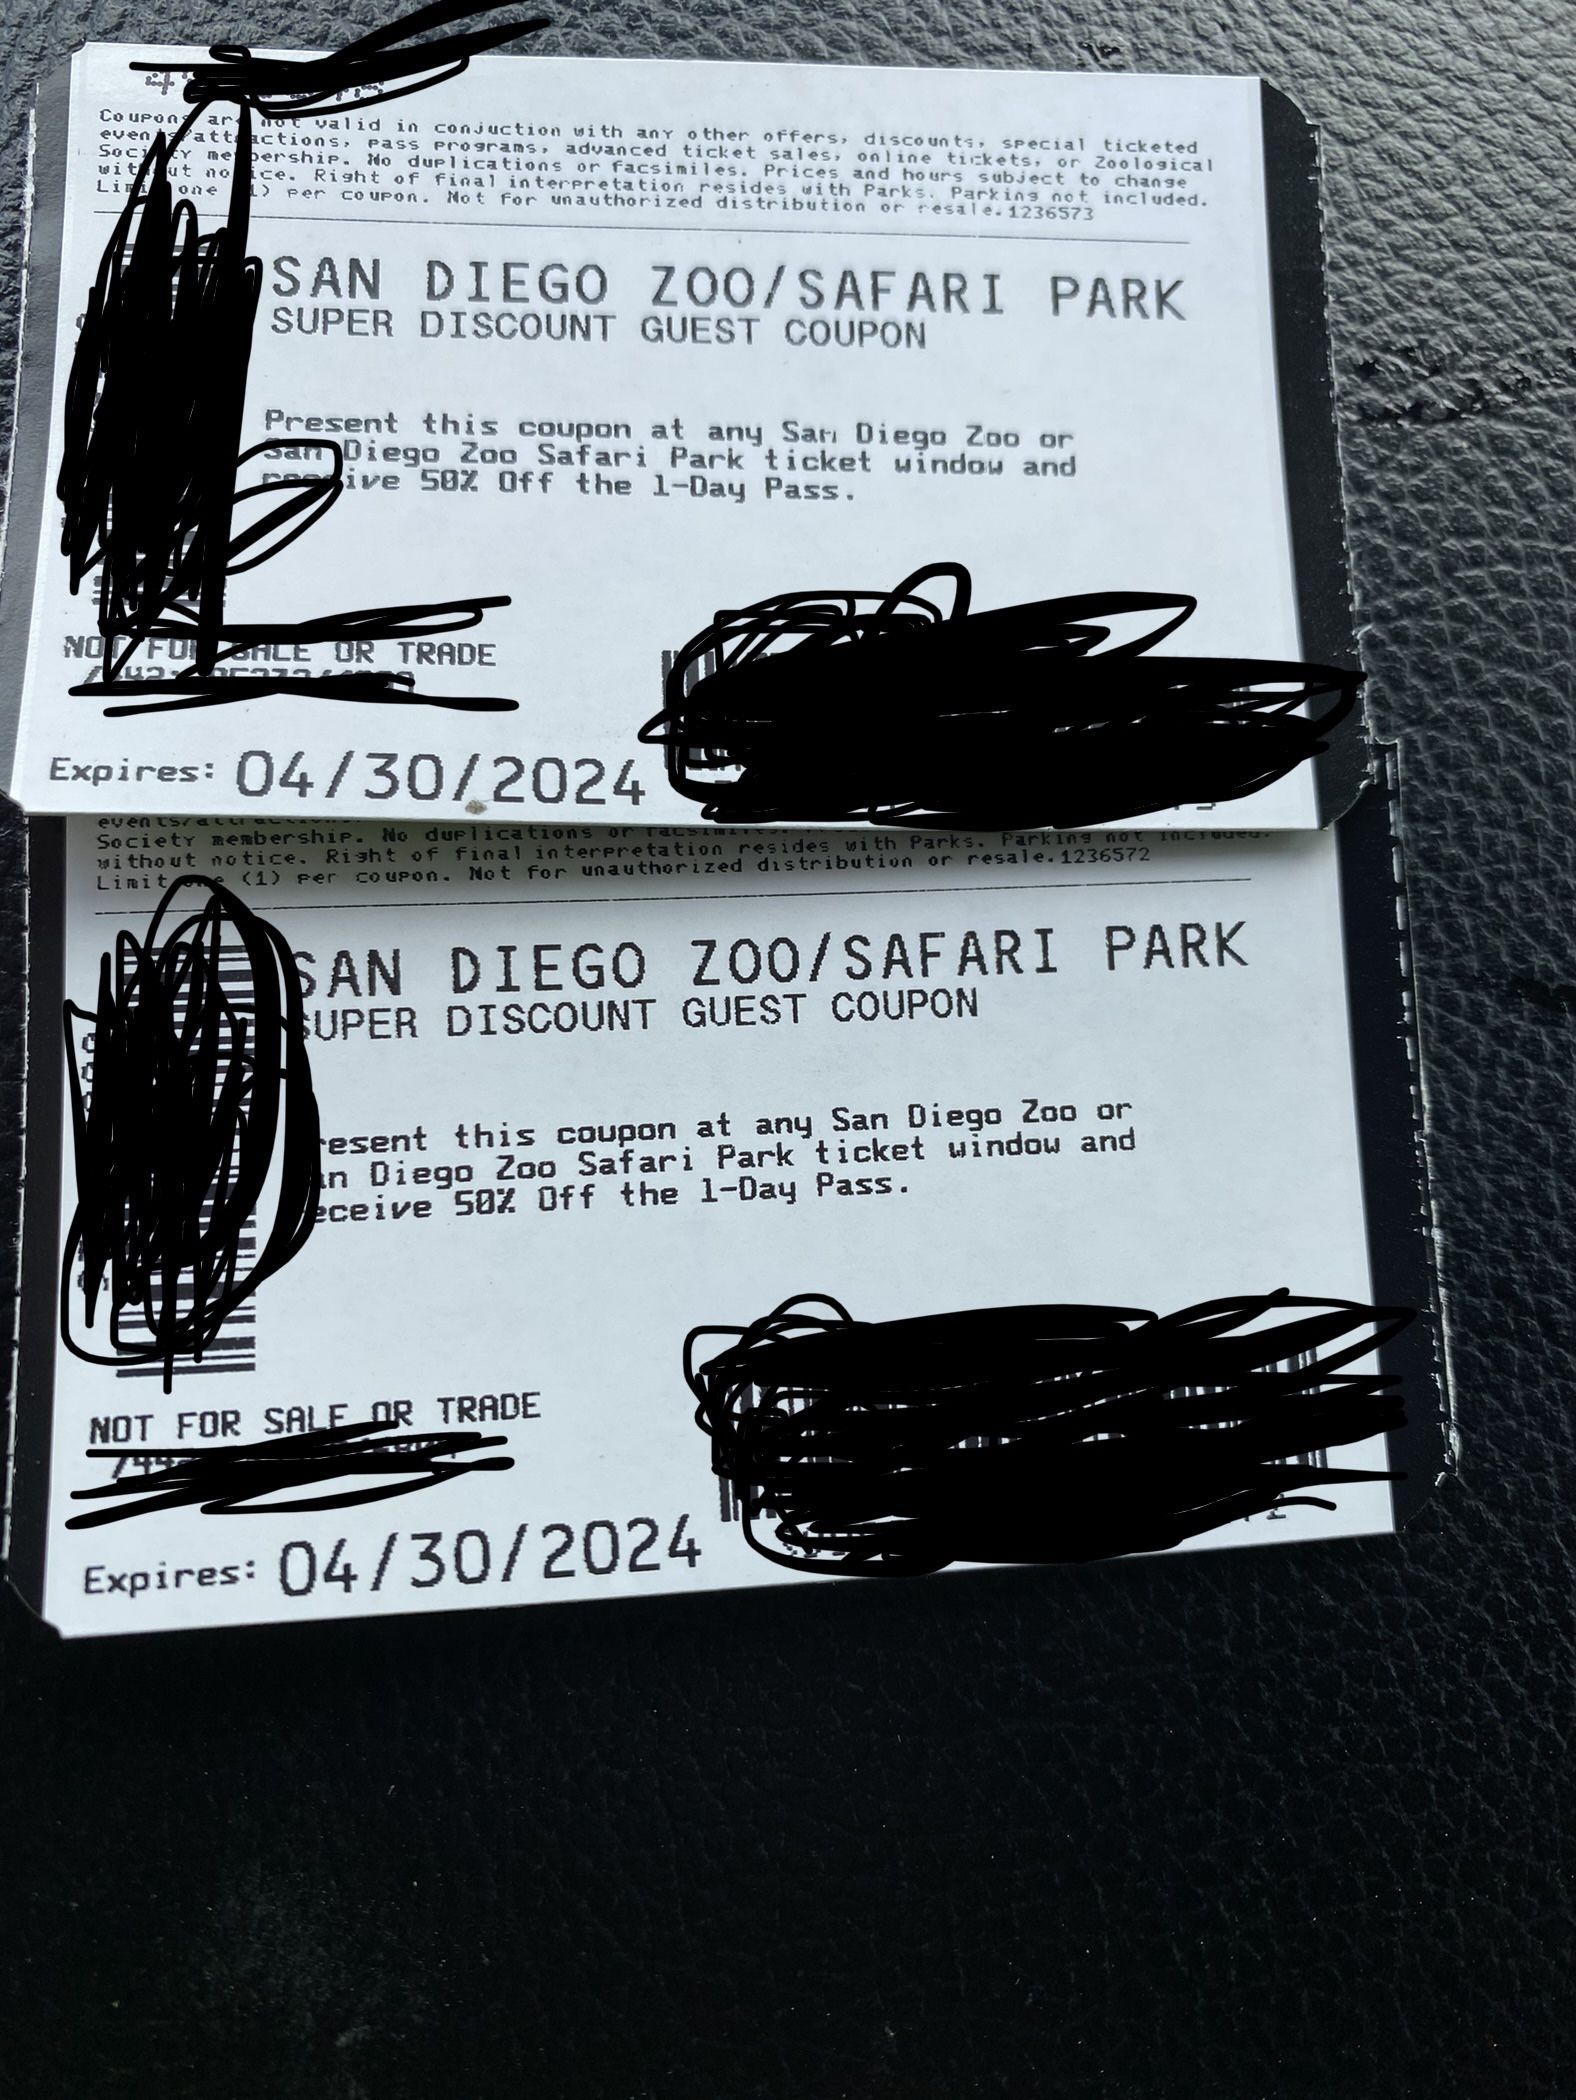 Coupons are not valid in conjuction with any other offers, discounts, special ticketed
events/attractions, pass programs, advanced ticket sales, online tickets, or Zoological
Society membership. No duplications or facsimiles. Prices and hours subject to change
without notice. Right of final interpretation resides with Parks. Parking not included.
Limit one (1) per coupon. Not for unauthorized distribution or resale.1236573
SAN DIEGO ZOO/SAFARI PARK
SUPER DISCOUNT GUEST COUPON
Present this coupon at any San Diego Zoo or
San Diego Zoo Safari Park ticket window and
receive 50% Off the 1-Day Pass.
NOT FOR SALE OR TRADE
Expires: 04/30/2024
Society membership. No duplications or facsimiles. Parking not included.
without notice. Right of final interpretation resides with Parks.
Limit one (1) per coupon. Not for unauthorized distribution or resale.1236572
SAN DIEGO ZOO/SAFARI PARK
SUPER DISCOUNT GUEST COUPON
resent this coupon at any San Diego Zoo or
an Diego Zoo Safari Park ticket window and
eceive 50% Off the 1-Day Pass.
NOT FOR SALE OR TRADE
Expires: 04/30/2024